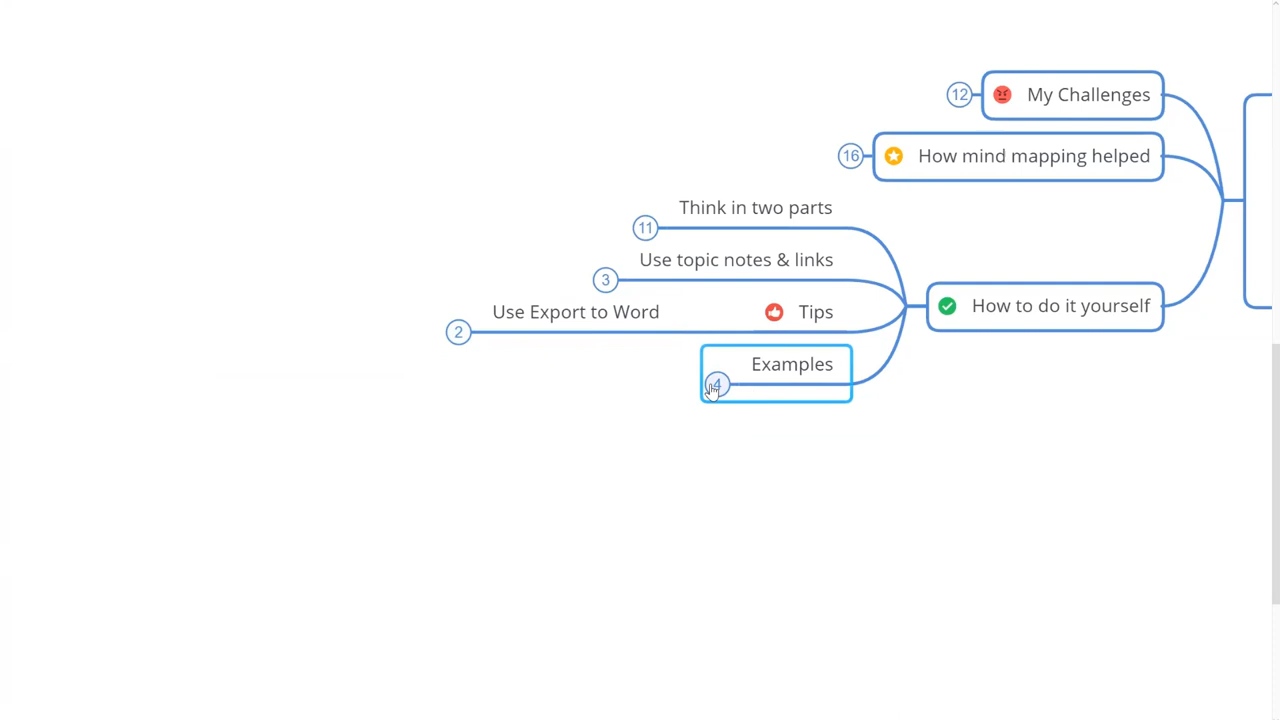 12 My Challenges
16 How mind mapping helped
Think in two parts
11
Use topic notes & links
3
How to do it yourself
Use Export to Word Tips
2
Examples
4